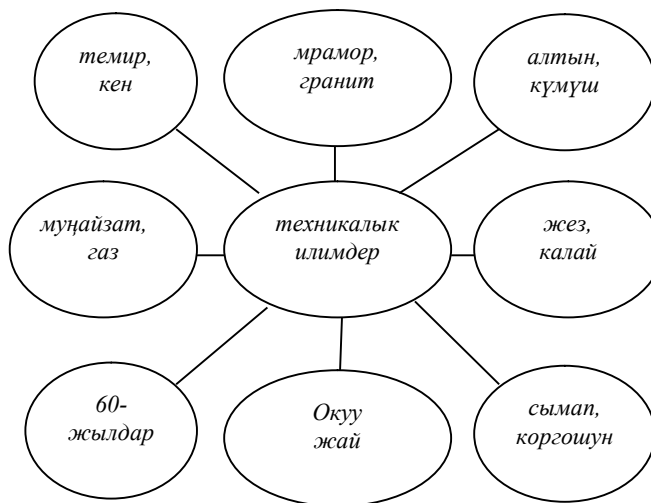 темир,
кен
мрамор,
гранит
алтын,
күмүш
муңайзат,
газ
техникалык
илимдер
жез,
калай
60-
жылдар
Окуу
жай
сымап,
коргошун